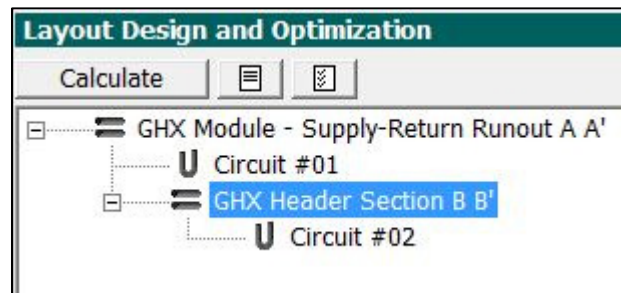 Layout Design and Optimization
Calculate
GHX Module - Supply-Return Runout A A'
Circuit #01
GHX Header Section B B'
Circuit #02